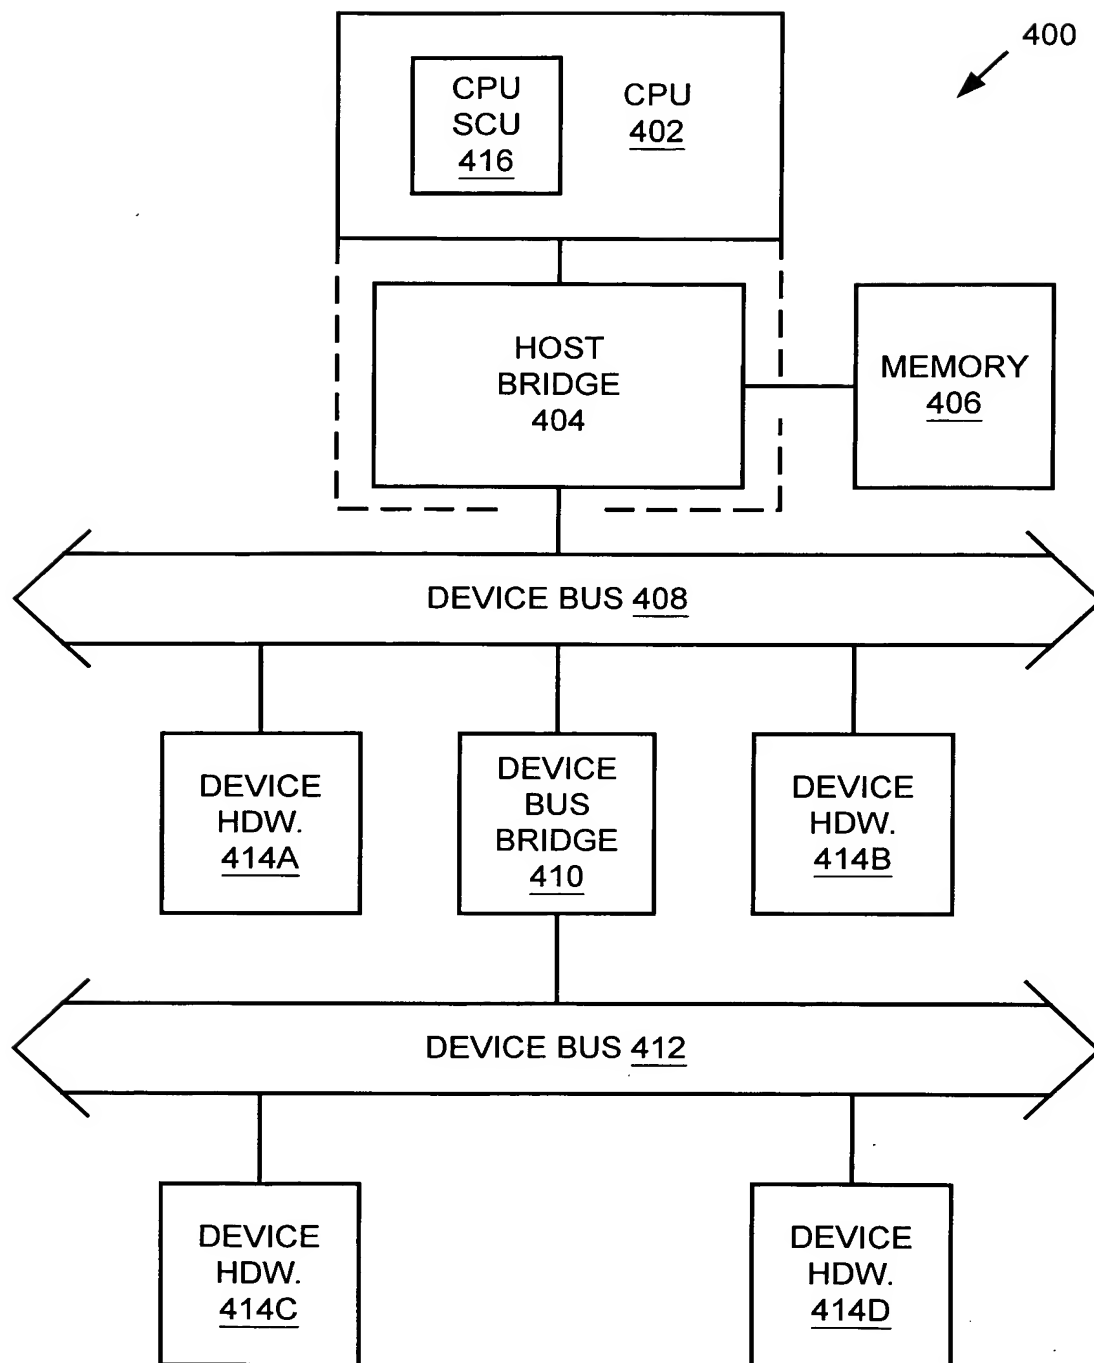 400
CPU
SCU
416
CPU
402
HOST
BRIDGE
404
MEMORY
406
DEVICE BUS 408
DEVICE
HDW.
414A
DEVICE
BUS
BRIDGE
410
DEVICE
HDW.
414B
DEVICE BUS 412
DEVICE
HDW.
414C
DEVICE
HDW.
414D